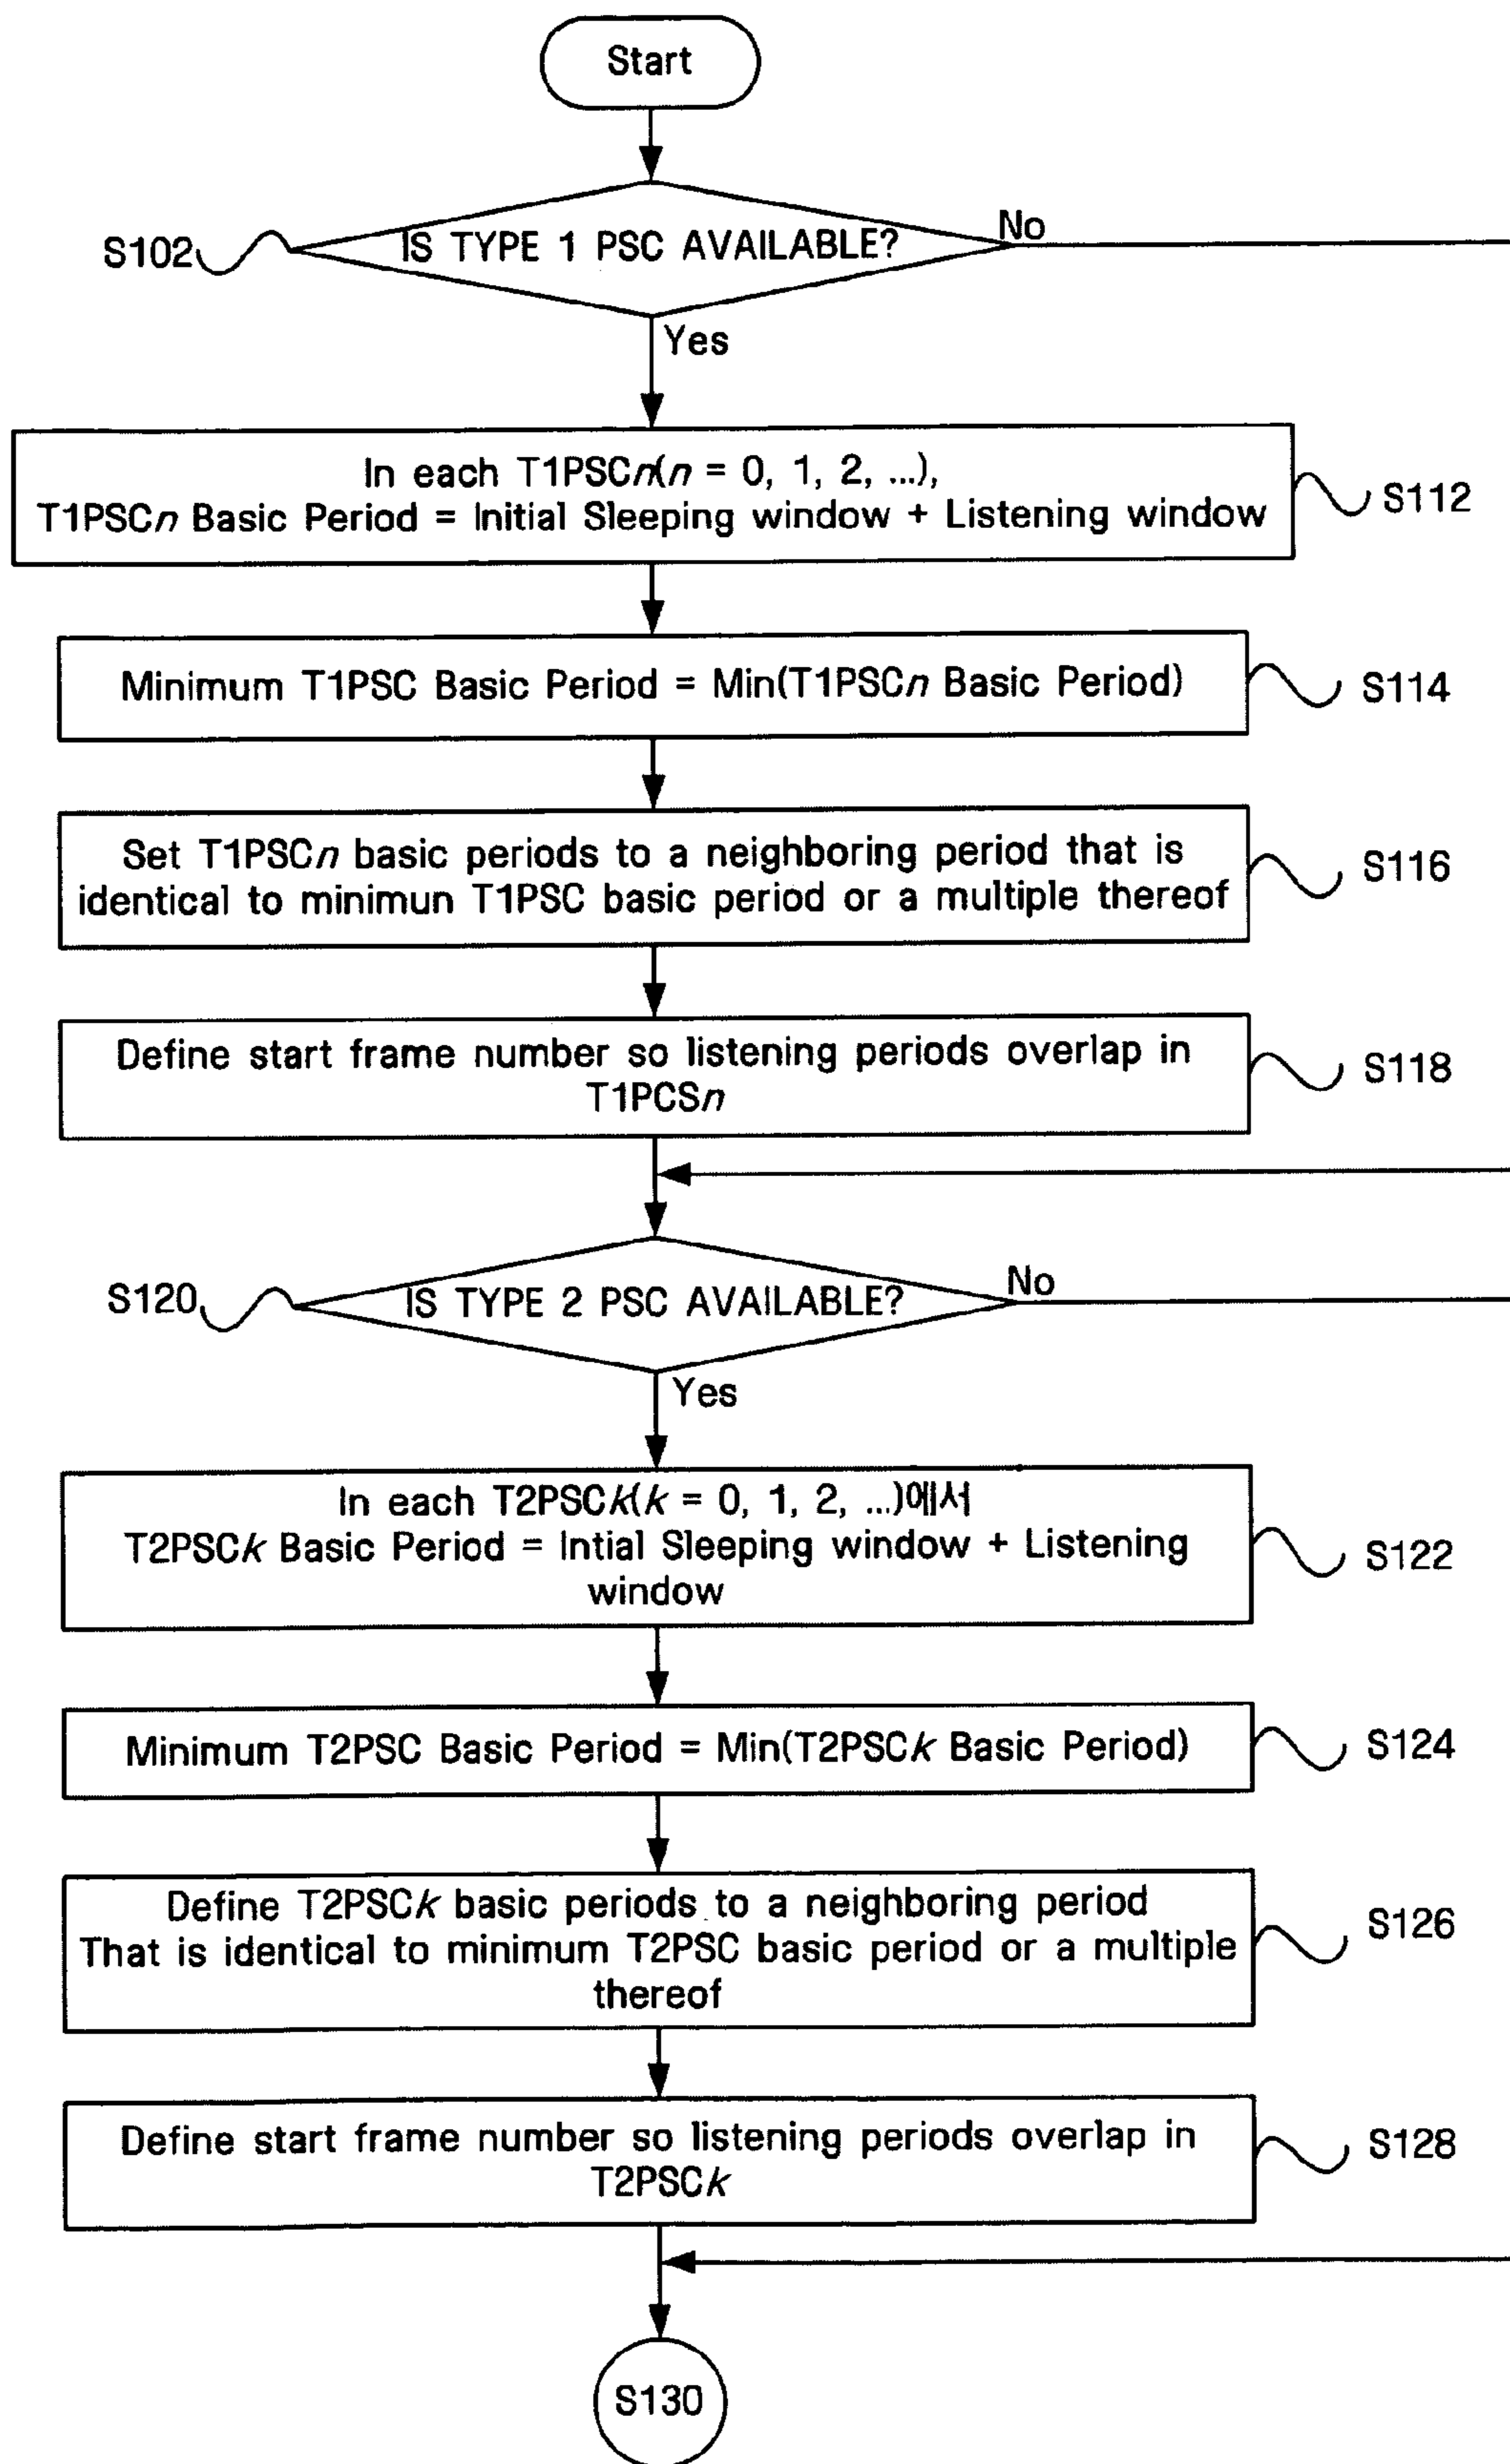 Start
S102
IS TYPE 1 PSC AVAILABLE?
No
Yes
In each T1PSCn(n = 0, 1, 2, ...),
T1PSCn Basic Period = Initial Sleeping window + Listening window
S112
Minimum T1PSC Basic Period = Min(T1PSCn Basic Period)
S114
Set T1PSCn basic periods to a neighboring period that is
identical to minimun T1PSC basic period or a multiple thereof
S116
Define start frame number so listening periods overlap in
T1PCSn
S118
S120
IS TYPE 2 PSC AVAILABLE?
No
Yes
In each T2PSCk(k = 0, 1, 2, ...)에서
T2PSCk Basic Period = Intial Sleeping window + Listening
window
S122
Minimum T2PSC Basic Period = Min(T2PSCk Basic Period)
S124
Define T2PSCk basic periods to a neighboring period
That is identical to minimum T2PSC basic period or a multiple
thereof
S126
Define start frame number so listening periods overlap in
T2PSCk
S128
S130